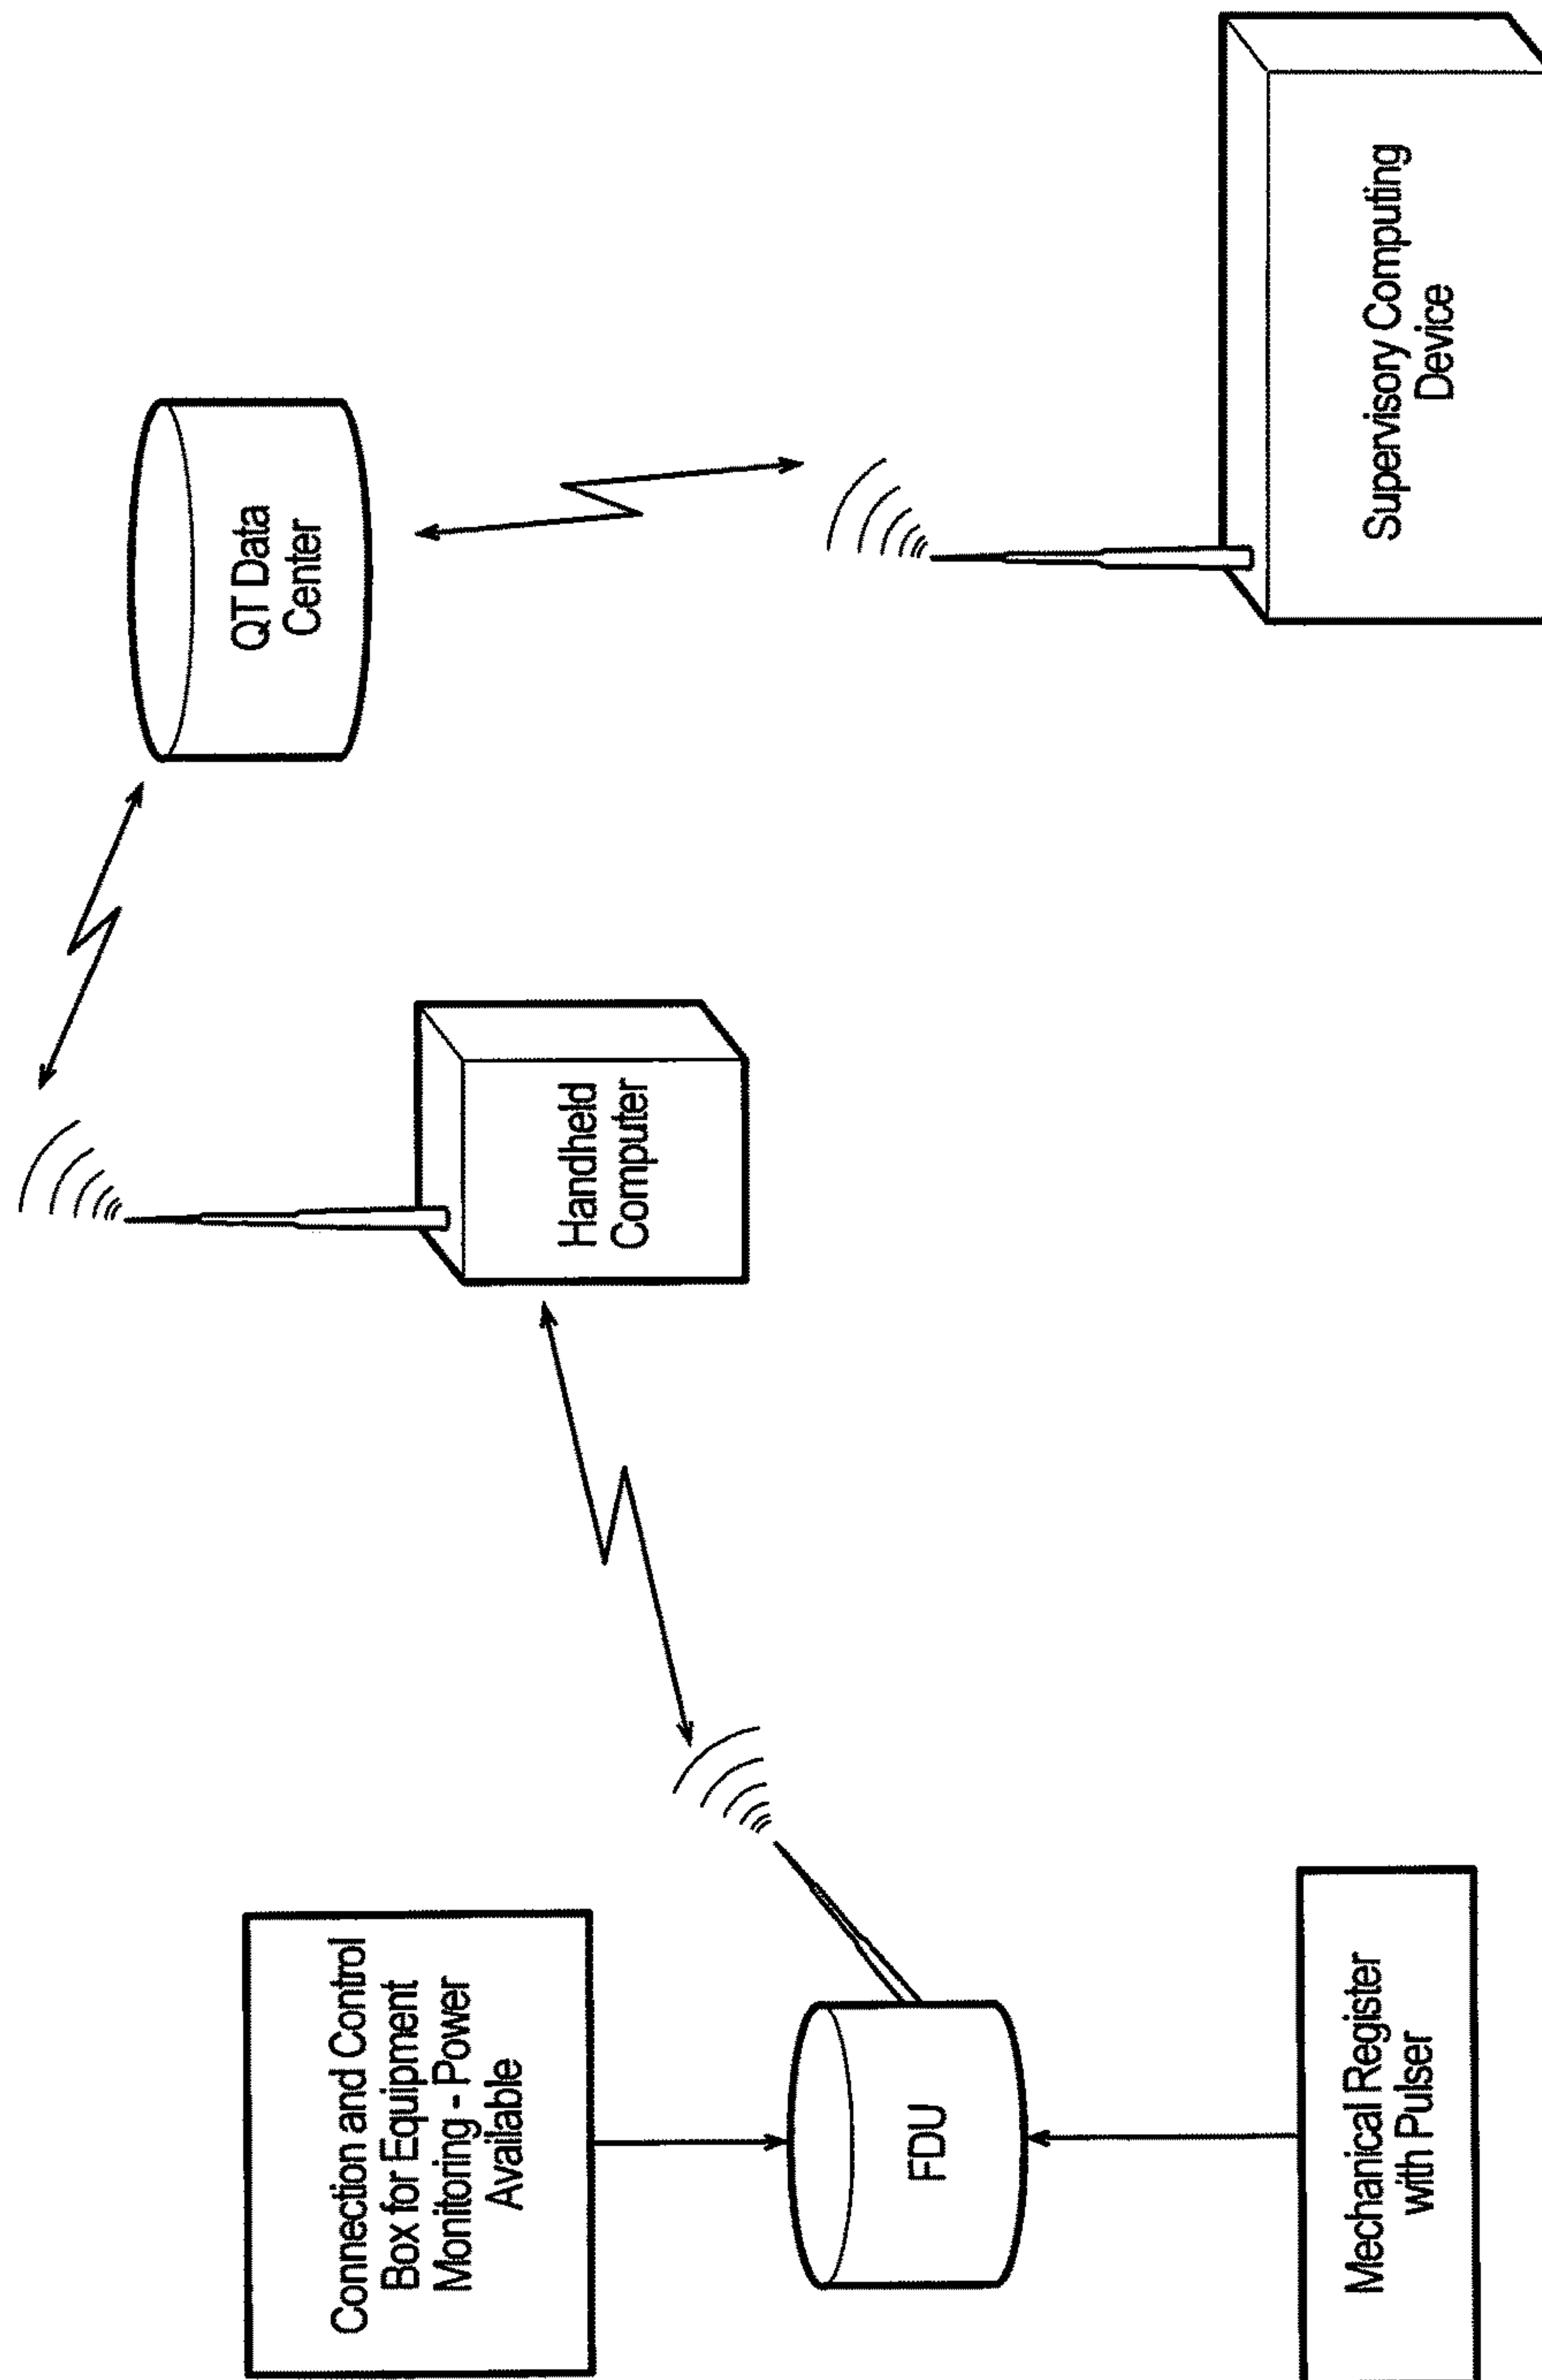 Connection and Control
Box for Equipment
Monitoring - Power
Available
FDU
Mechanical Register
with Pulser
Handheld
Computer
QT Data
Center
Supervisory Computing
Device